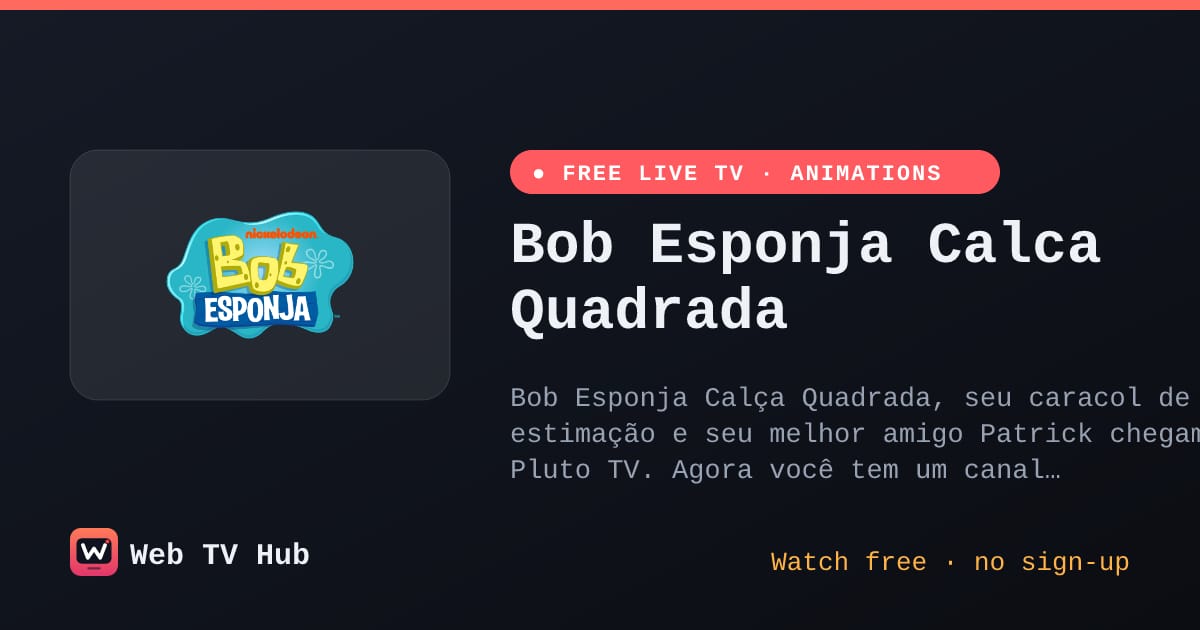 nickelodeon
Bob
ESPONJA
™
• FREE LIVE TV · ANIMATIONS
Bob Esponja Calca
Quadrada
Bob Esponja Calça Quadrada, seu caracol de
estimação e seu melhor amigo Patrick chegam
Pluto TV. Agora você tem um canal…
W
Web TV Hub
Watch free · no sign-up